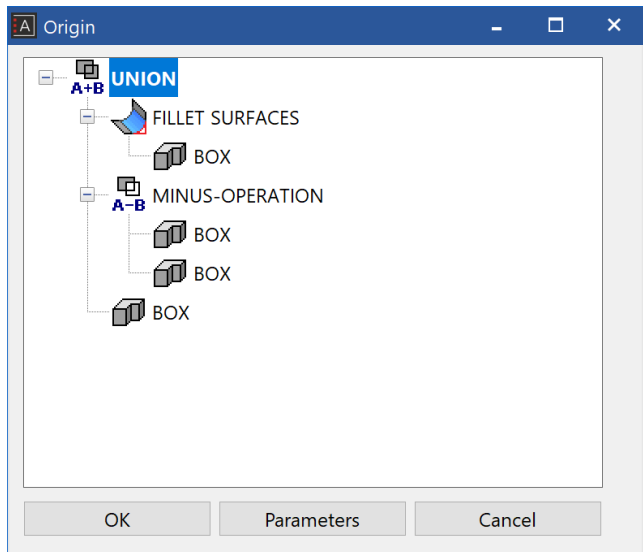 A Origin
A+B UNION
FILLET SURFACES
BOX
A-B MINUS-OPERATION
BOX
BOX
BOX
OK Parameters Cancel